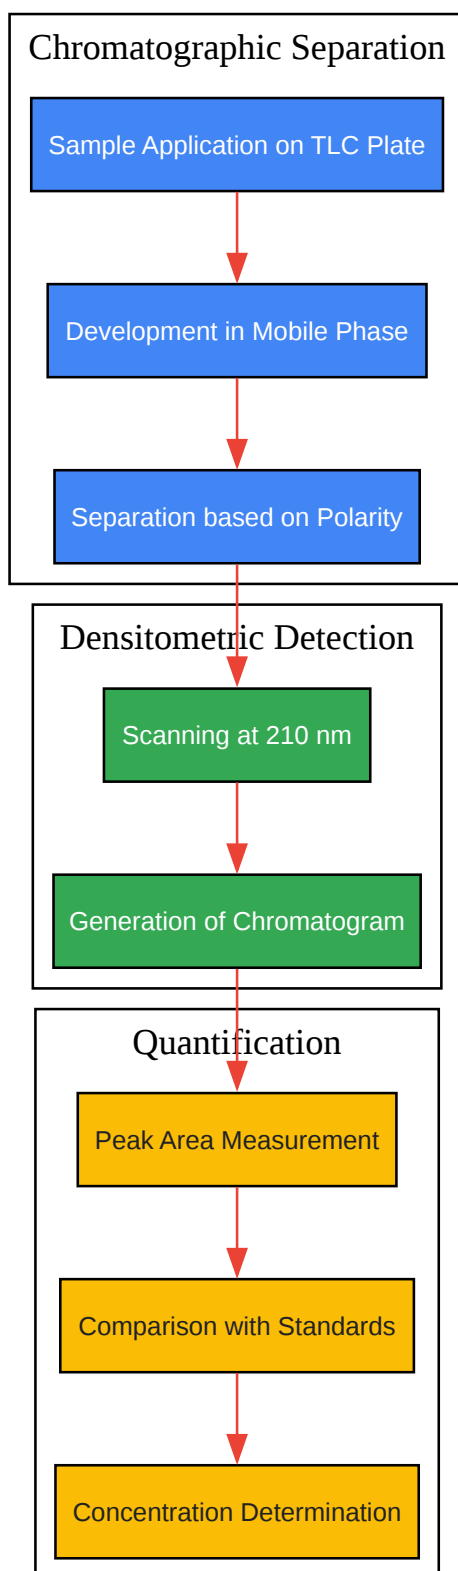 Chromatographic Separation
Sample Application on TLC Plate
Development in Mobile Phase
Separation based on Polarity
Densitometric Detection
Scanning at 210 nm
Generation of Chromatogram
Quantification
Peak Area Measurement
Comparison with Standards
Concentration Determination